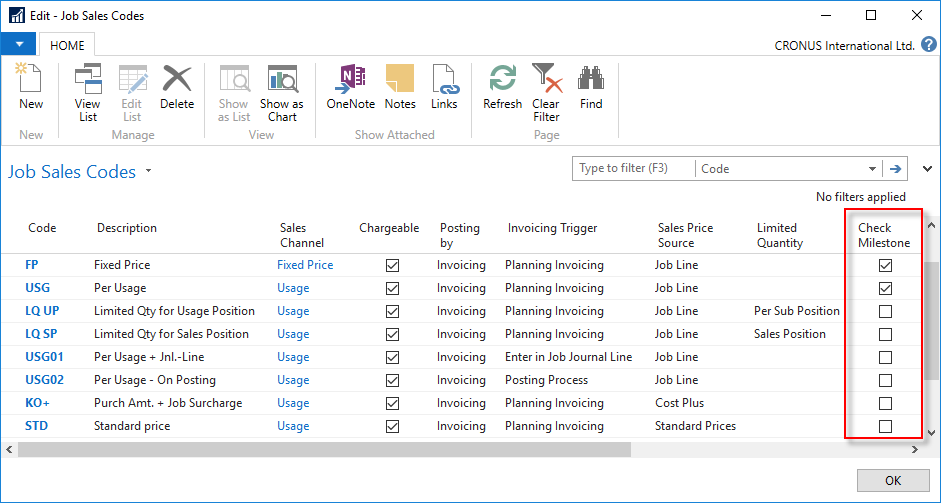 Edit - Job Sales Codes
HOME
CRONUS International Ltd. ?
New View List Edit List Delete Show as List Show as Chart OneNote Notes Links Refresh Clear Filter Find
New Manage View Show Attached Page
Job Sales Codes
Type to filter (F3) Code
No filters applied
Code Description Sales Channel Chargeable Posting by Invoicing Trigger Sales Price Source Limited Quantity Check Milestone
FP Fixed Price Fixed Price Invoicing Planning Invoicing Job Line
USG Per Usage Usage Invoicing Planning Invoicing Job Line
LQ UP Limited Qty for Usage Position Usage Invoicing Planning Invoicing Job Line Per Sub Position
LQ SP Limited Qty for Sales Position Usage Invoicing Planning Invoicing Job Line Sales Position
USG01 Per Usage + Jnl.-Line Usage Invoicing Enter in Job Journal Line Job Line
USG02 Per Usage - On Posting Usage Invoicing Posting Process Job Line
KO+ Purch Amt. + Job Surcharge Usage Invoicing Planning Invoicing Cost Plus
STD Standard price Usage Invoicing Planning Invoicing Standard Prices
OK